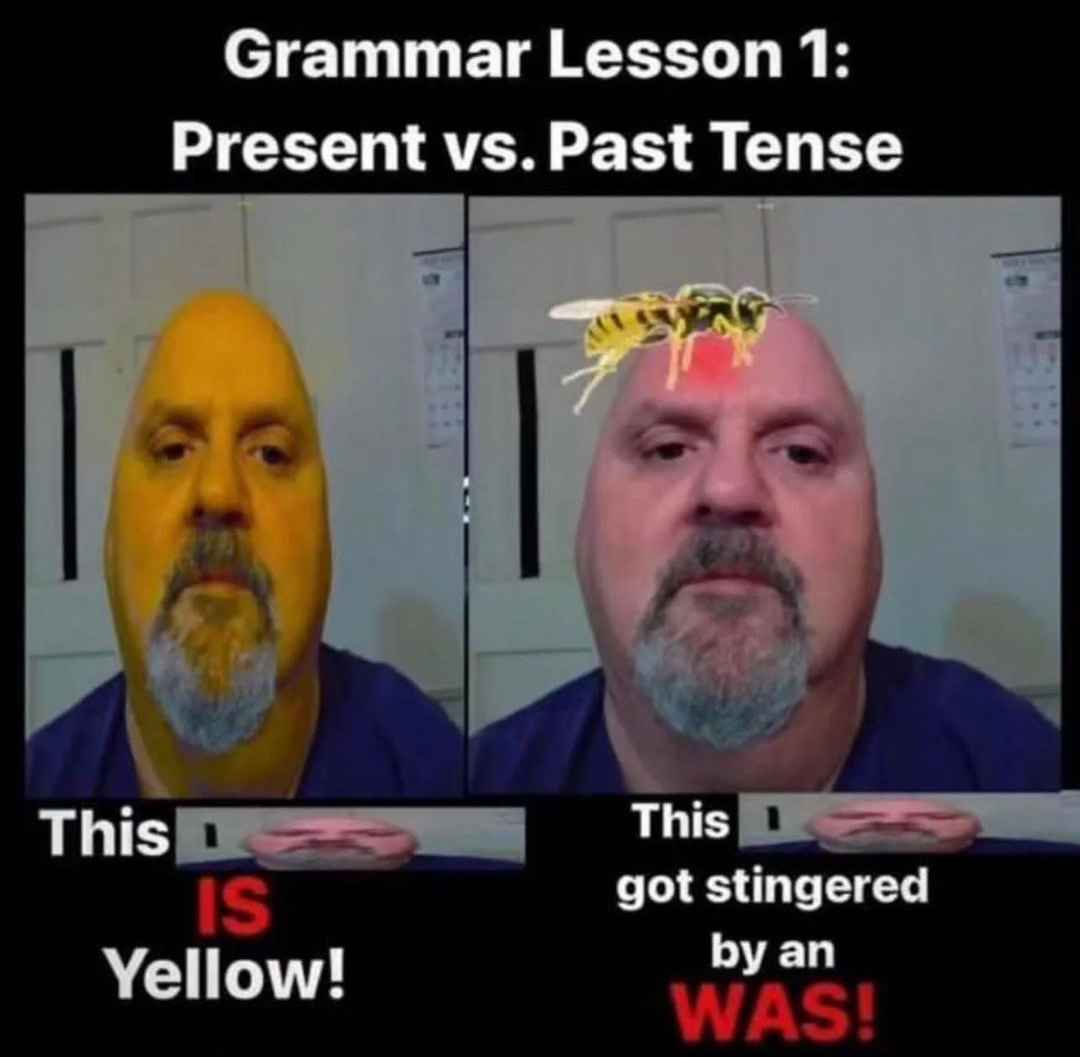 Grammar Lesson 1:
Present vs. Past Tense
This
IS
Yellow!
This
got stingered
by an
WAS!